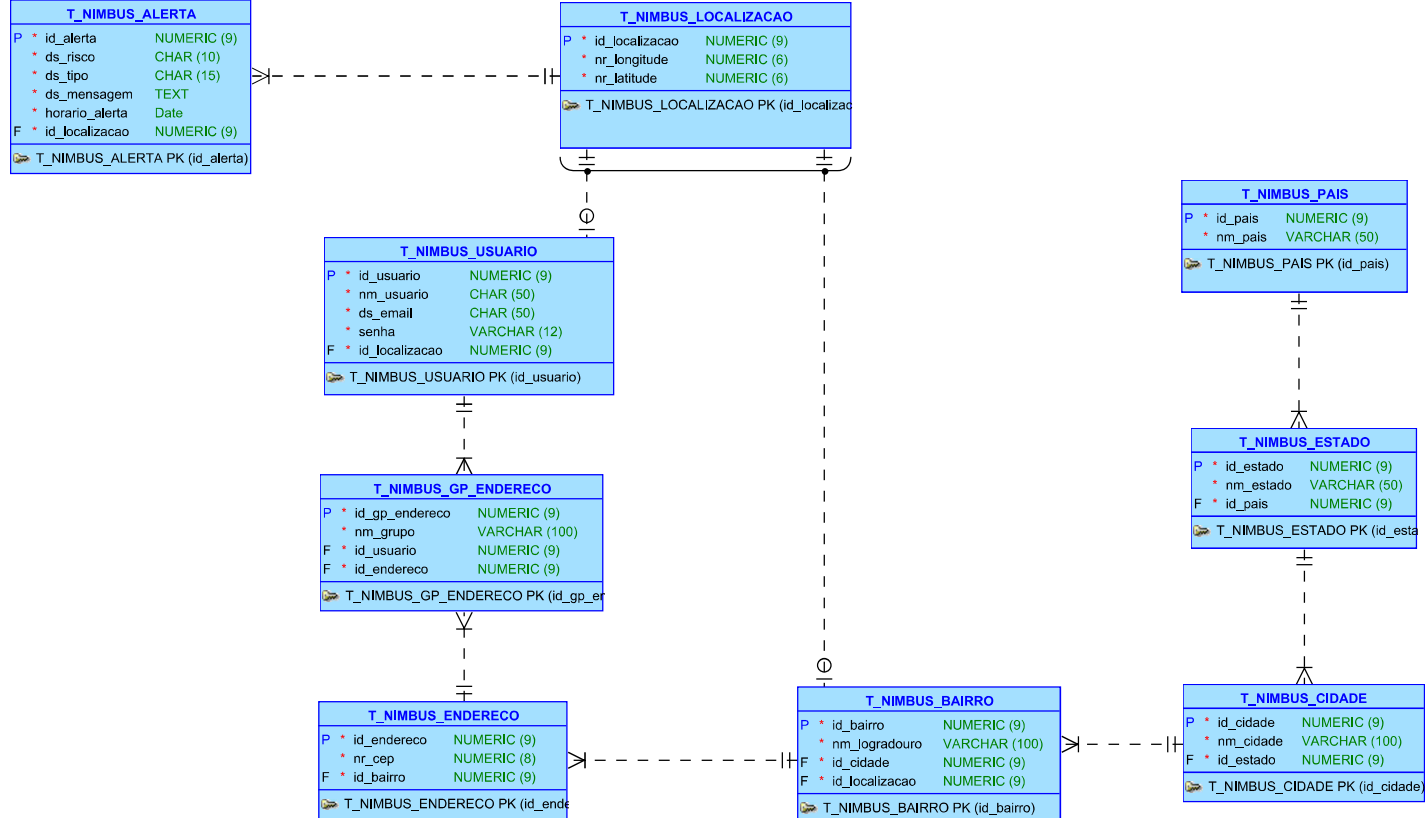 T_NIMBUS_ALERTA
P * id_alerta NUMERIC (9)
* ds_risco CHAR (10)
* ds_tipo CHAR (15)
* ds_mensagem TEXT
* horario_alerta Date
F * id_localizacao NUMERIC (9)
T_NIMBUS_ALERTA PK (id_alerta)
T_NIMBUS_LOCALIZACAO
P * id_localizacao NUMERIC (9)
* nr_longitude NUMERIC (6)
* nr_latitude NUMERIC (6)
T_NIMBUS_LOCALIZACAO PK (id_localizac
T_NIMBUS_PAIS
P * id_pais NUMERIC (9)
* nm_pais VARCHAR (50)
T_NIMBUS_PAIS PK (id_pais)
T_NIMBUS_USUARIO
P * id_usuario NUMERIC (9)
* nm_usuario CHAR (50)
* ds_email CHAR (50)
* senha VARCHAR (12)
F * id_localizacao NUMERIC (9)
T_NIMBUS_USUARIO PK (id_usuario)
T_NIMBUS_ESTADO
P * id_estado NUMERIC (9)
* nm_estado VARCHAR (50)
F * id_pais NUMERIC (9)
T_NIMBUS_ESTADO PK (id_esta
T_NIMBUS_GP_ENDERECO
P * id_gp_endereco NUMERIC (9)
* nm_grupo VARCHAR (100)
F * id_usuario NUMERIC (9)
F * id_endereco NUMERIC (9)
T_NIMBUS_GP_ENDERECO PK (id_gp_er
T_NIMBUS_ENDERECO
P * id_endereco NUMERIC (9)
* nr_cep NUMERIC (8)
F * id_bairro NUMERIC (9)
T_NIMBUS_ENDERECO PK (id_ende
T_NIMBUS_BAIRRO
P * id_bairro NUMERIC (9)
* nm_logradouro VARCHAR (100)
F * id_cidade NUMERIC (9)
F * id_localizacao NUMERIC (9)
T_NIMBUS_BAIRRO PK (id_bairro)
T_NIMBUS_CIDADE
P * id_cidade NUMERIC (9)
* nm_cidade VARCHAR (100)
F * id_estado NUMERIC (9)
T_NIMBUS_CIDADE PK (id_cidade)